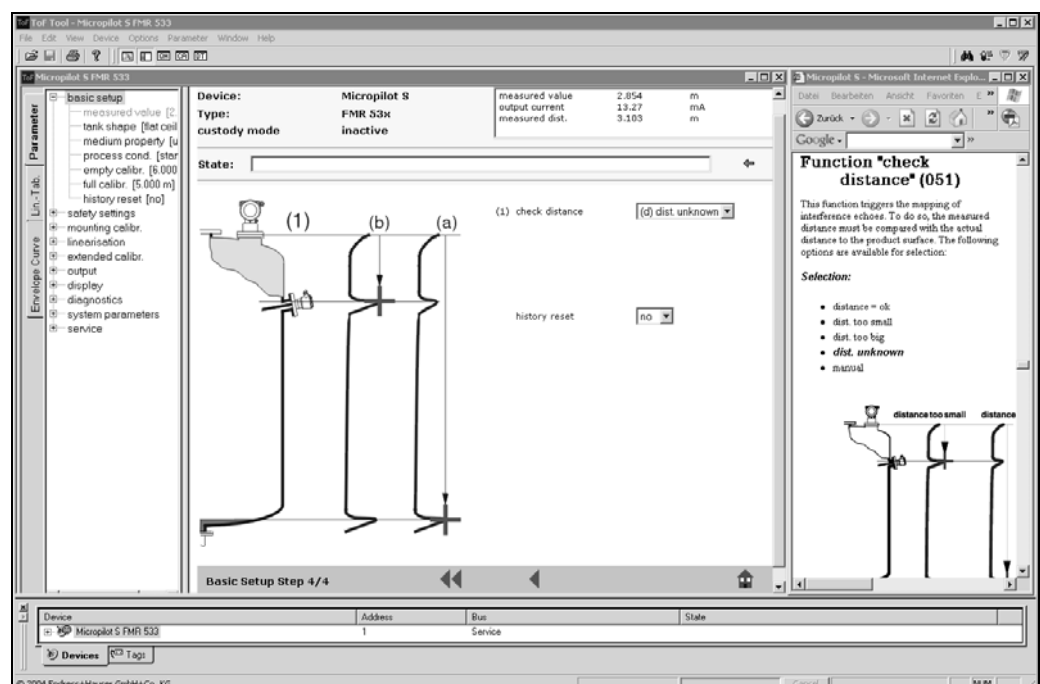 ToF Tool - Micropilot S FMR 533
File Edit View Device Options Parameter Window Help
Micropilot S FMR 533
Parameter
Lin.-Tab.
Envelope Curve
basic setup
measured value [2.
tank shape [flat ceil
medium property [u
process cond. [stan
empty calibr. [6.000
full calibr. [5.000 m]
history reset [no]
safety settings
mounting calibr.
linearisation
extended calibr.
output
display
diagnostics
system parameters
service
Device: Micropilot S
Type: FMR 53x
custody mode inactive
measured value 2.854 m
output current 13.27 mA
measured dist. 3.103 m
State:
(1) (b) (a)
(1) check distance (d) dist. unknown
history reset no
Basic Setup Step 4/4
Micropilot S - Microsoft Internet Explo...
Datei Bearbeiten Ansicht Favoriten E »
Zurück
Google
Function "check
distance" (051)
This function triggers the mapping of
interference echoes. To do so, the measured
distance must be compared with the actual
distance to the product surface. The following
options are available for selection:
Selection:
distance = ok
dist. too small
dist. too big
dist. unknown
manual
distance too small distance
Device Address Bus State
Micropilot S FMR 533 1 Service
Devices Tags
© 2004 Endress+Hauser GmbH+Co. KG
Cancel
NUM